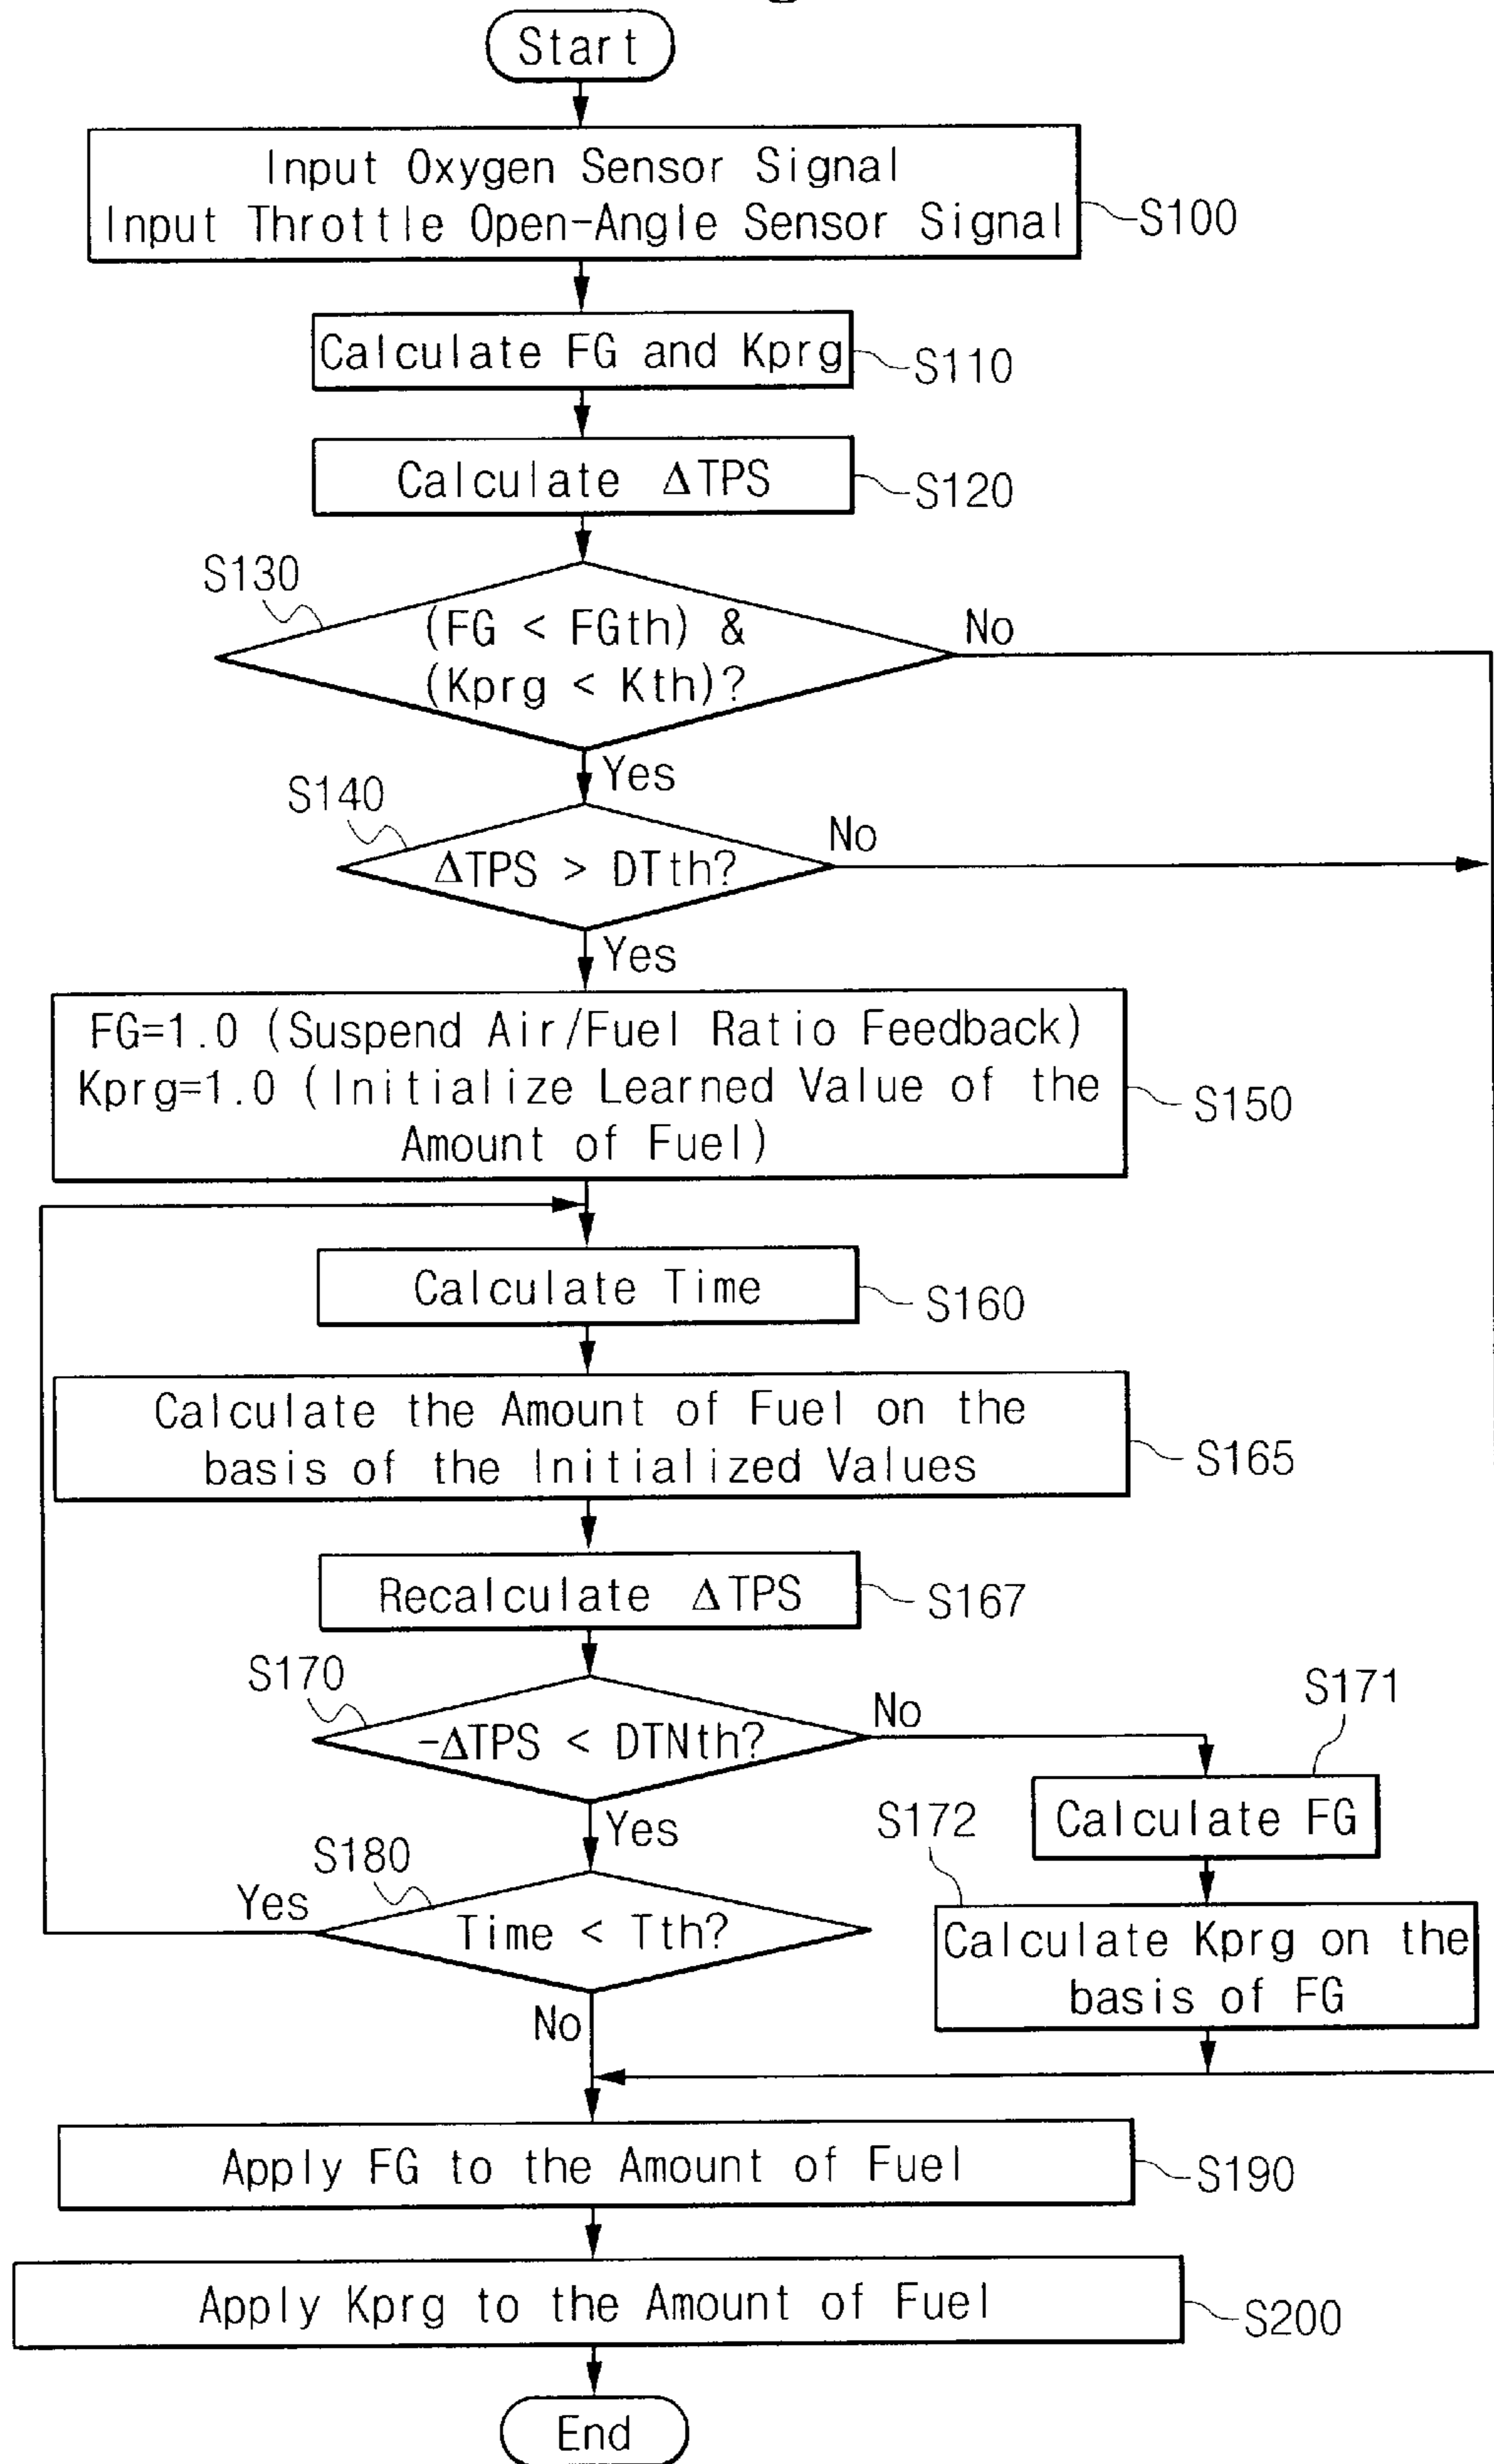 Start
Input Oxygen Sensor Signal
Input Throttle Open-Angle Sensor Signal
S100
Calculate FG and Kprg
S110
Calculate ΔTPS
S120
S130
(FG < FGth) &
(Kprg < Kth)?
No
Yes
S140
ΔTPS > DTth?
No
Yes
FG=1.0 (Suspend Air/Fuel Ratio Feedback)
Kprg=1.0 (Initialize Learned Value of the
Amount of Fuel)
S150
Calculate Time
S160
Calculate the Amount of Fuel on the
basis of the Initialized Values
S165
Recalculate ΔTPS
S167
S170
-ΔTPS < DTNth?
No
Yes
S171
Calculate FG
S172
Calculate Kprg on the
basis of FG
S180
Time < Tth?
Yes
No
Apply FG to the Amount of Fuel
S190
Apply Kprg to the Amount of Fuel
S200
End